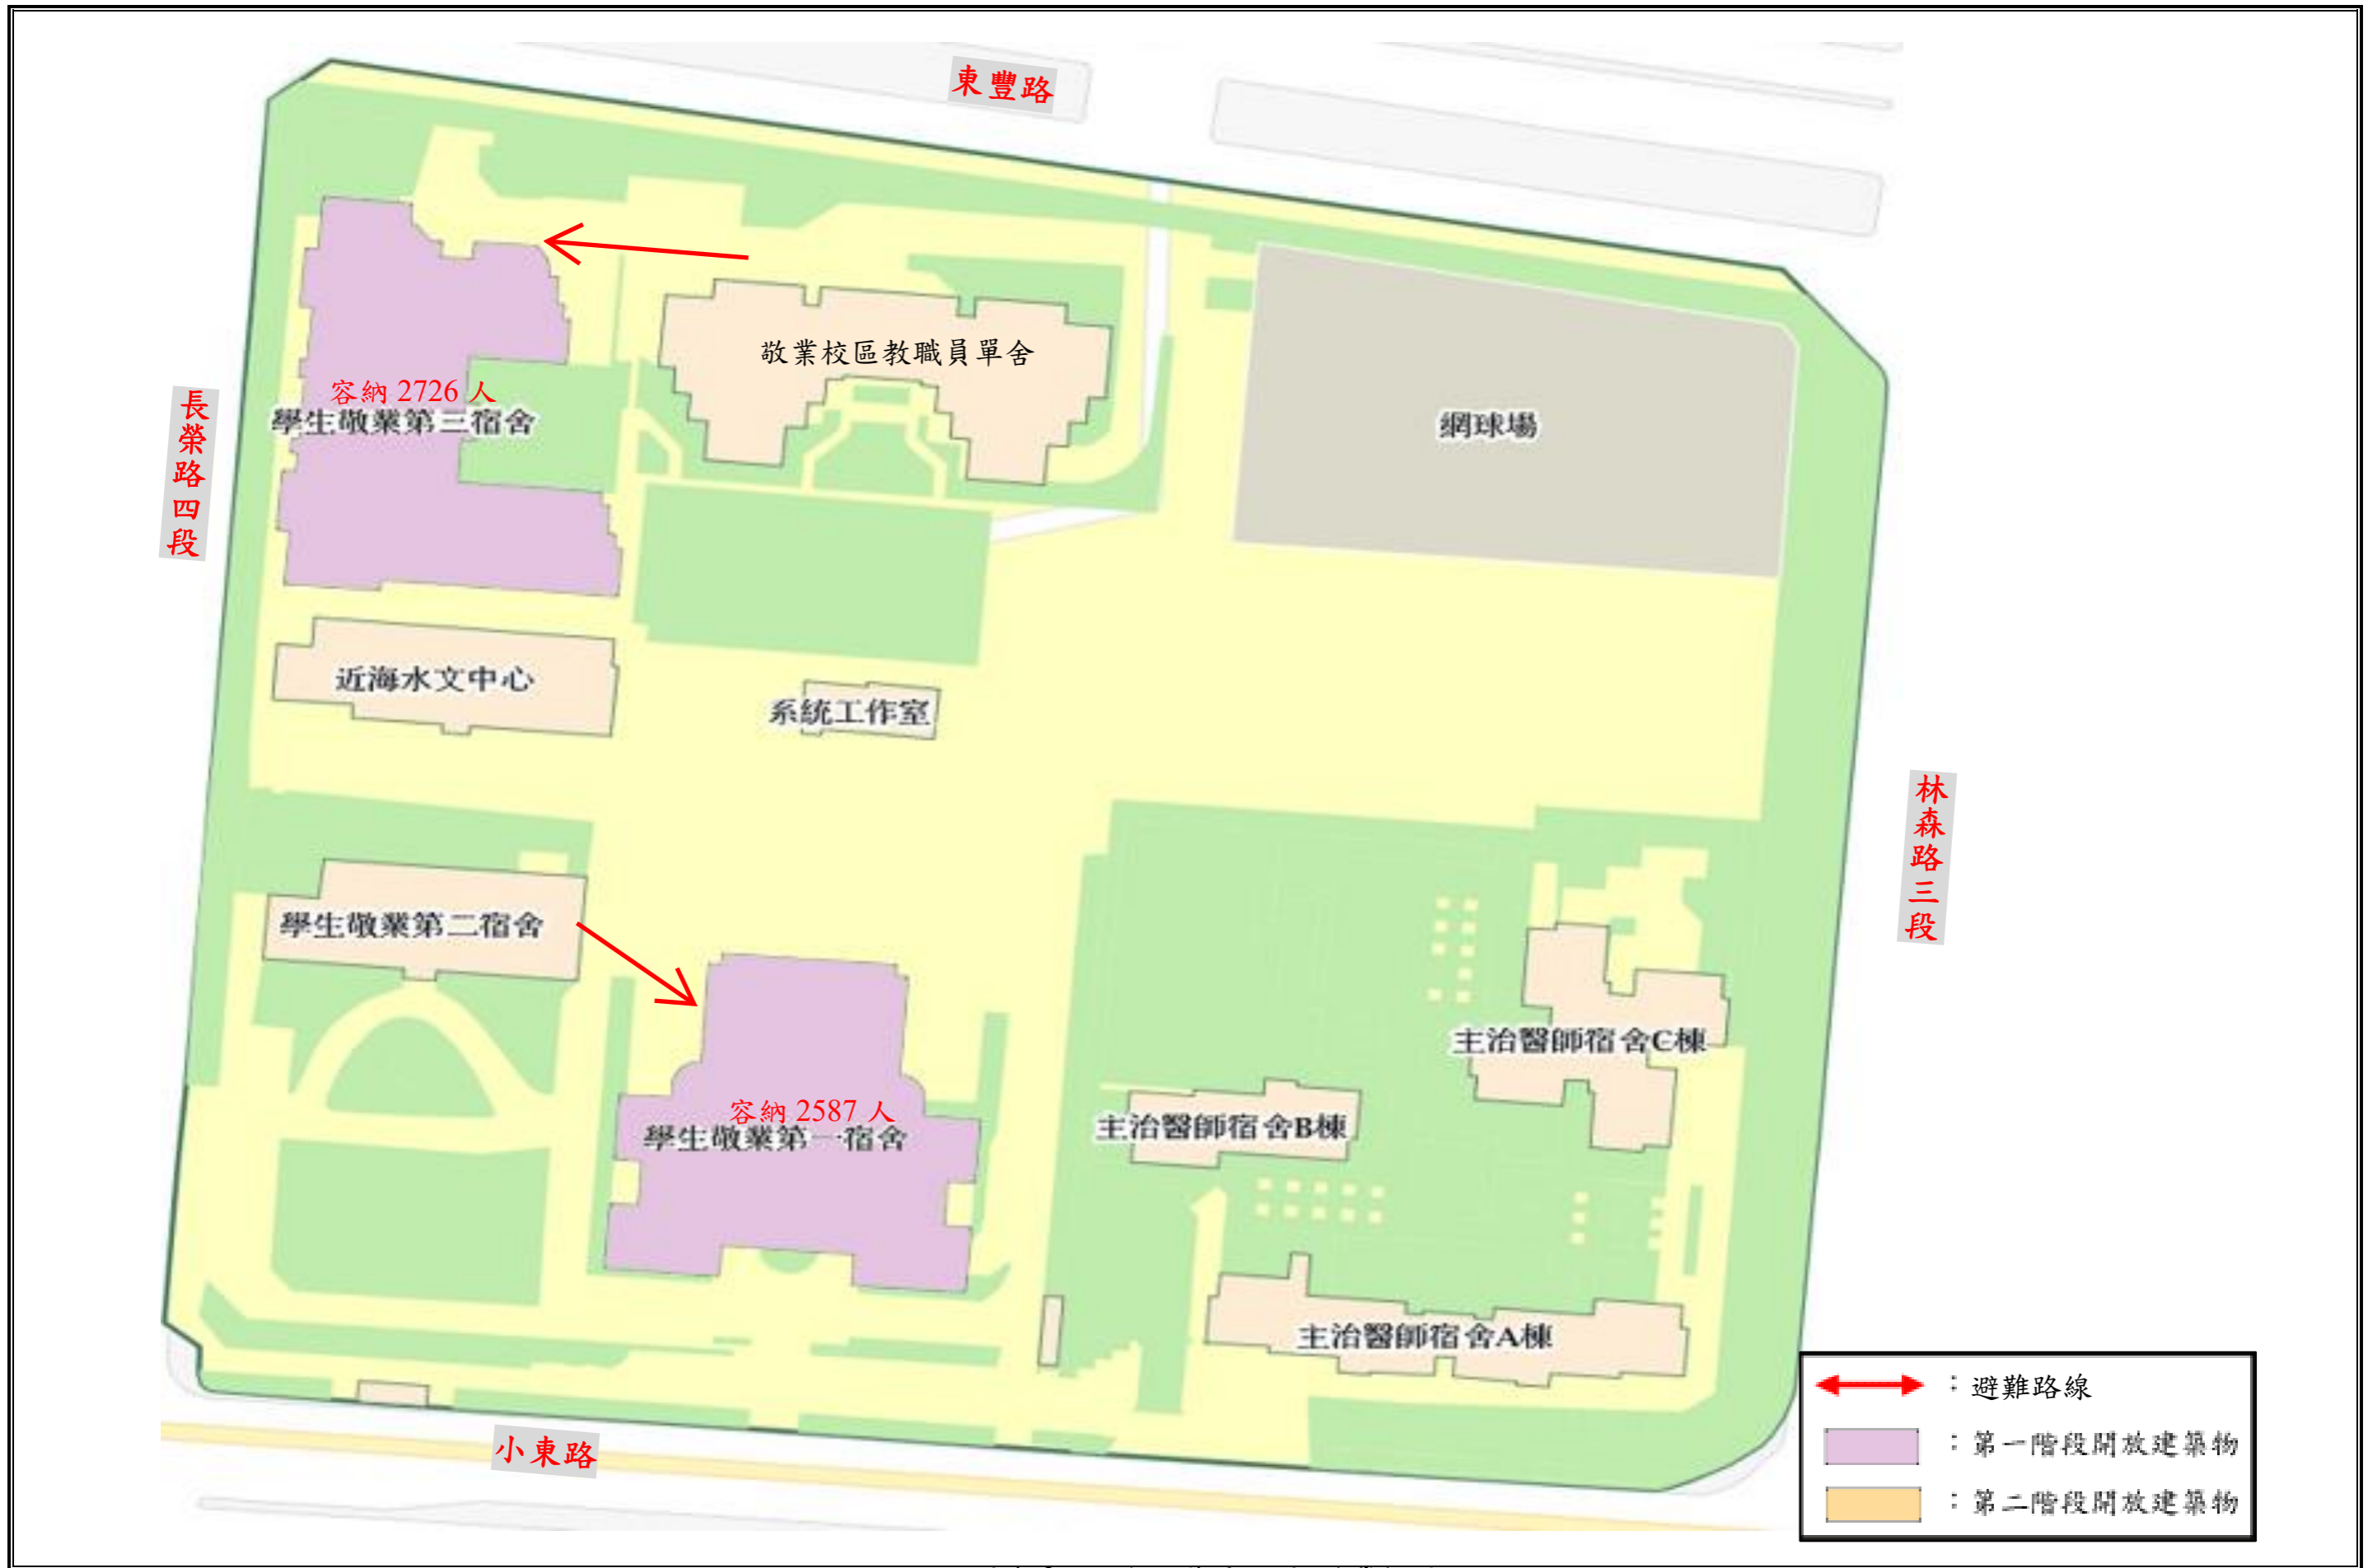 東豐路
敬業校區教職員單舍
容納 2726 人
學生敬業第三宿舍
長榮路四段
網球場
近海水文中心
系統工作室
林森路三段
學生敬業第二宿舍
主治醫師宿舍C棟
容納 2587 人
學生敬業第一宿舍
主治醫師宿舍B棟
主治醫師宿舍A棟
小東路
：避難路線
：第一階段開放建築物
：第二階段開放建築物